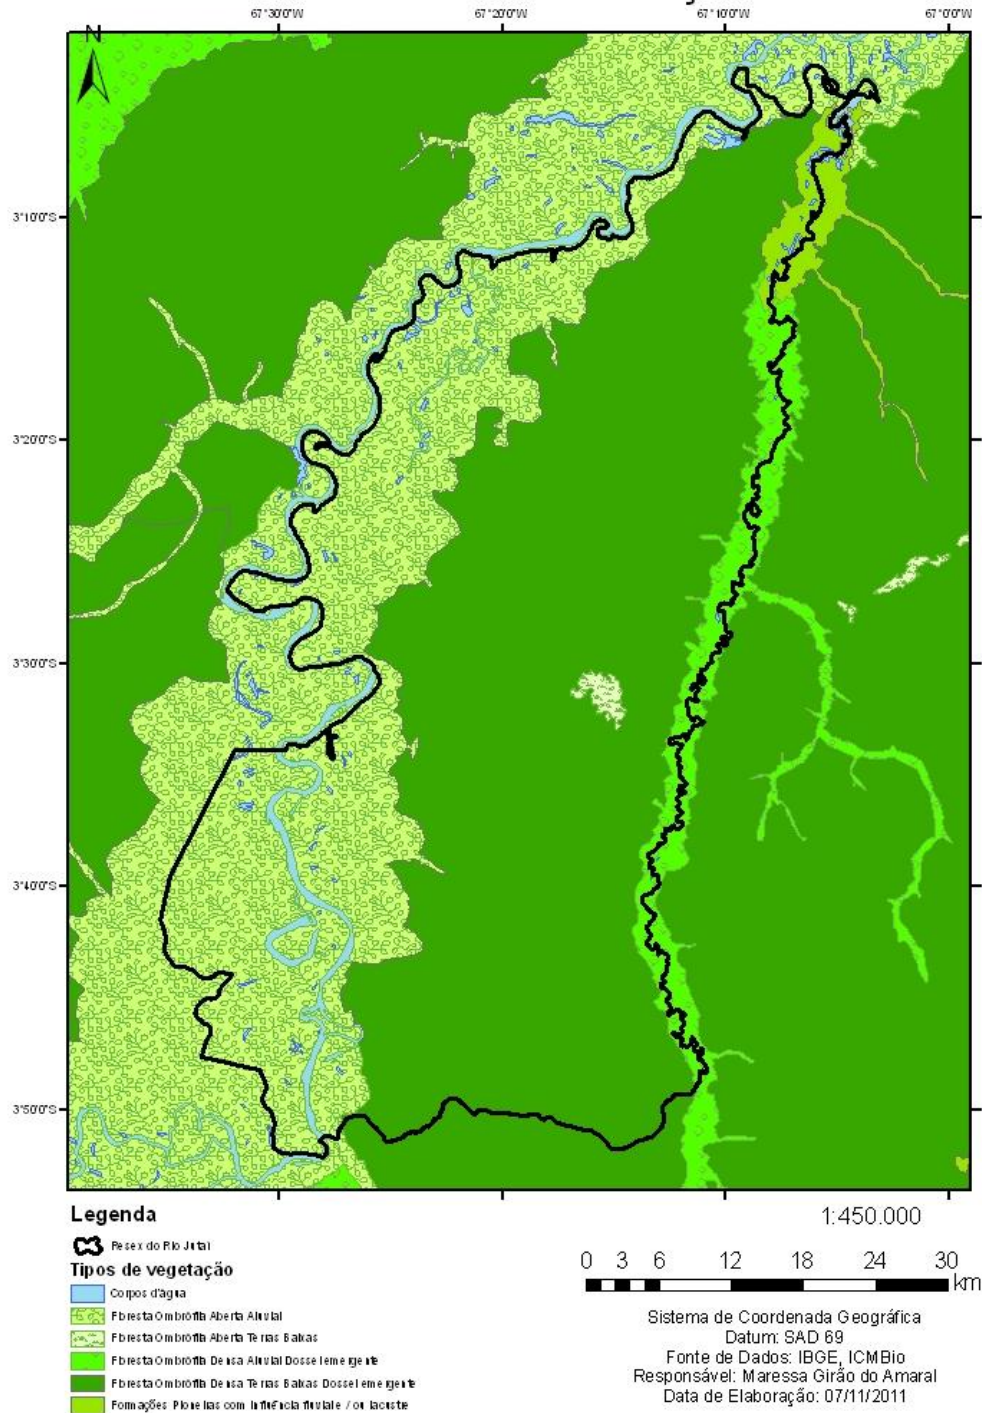 67°30'0"W 67°20'0"W 67°10'0"W 67°0'0"W
N
3°10'0"S
3°20'0"S
3°30'0"S
3°40'0"S
3°50'0"S
Legenda
Resex do Rio Jutaí
Tipos de vegetação
Corpos d'água
Floresta Ombrófila Aberta Aluvial
Floresta Ombrófila Aberta Terras Baixas
Floresta Ombrófila Densa Aluvial Dossel emergente
Floresta Ombrófila Densa Terras Baixas Dossel emergente
Formações Pioneiras com influência fluvial e / ou lacustre
1:450.000
0 3 6 12 18 24 30
km
Sistema de Coordenada Geográfica
Datum: SAD 69
Fonte de Dados: IBGE, ICMBio
Responsável: Maressa Girão do Amaral
Data de Elaboração: 07/11/2011